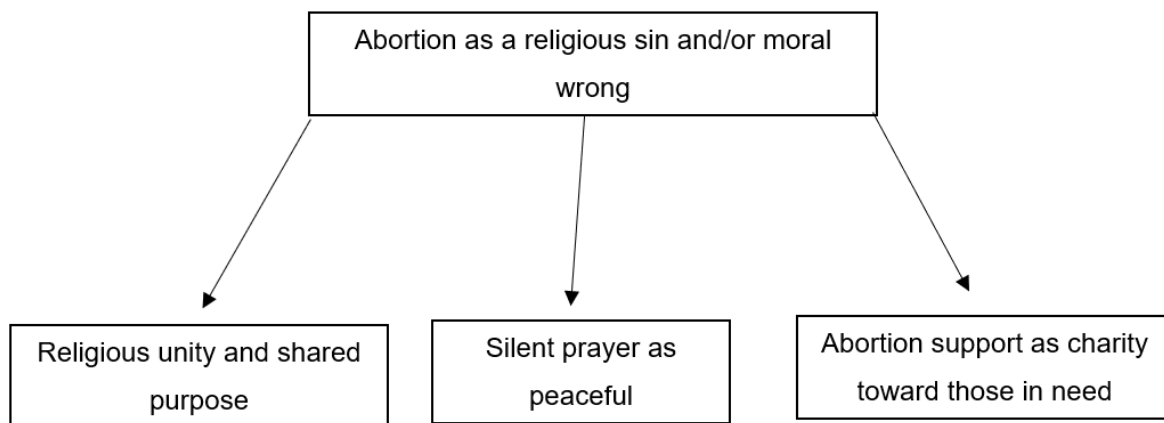 Abortion as a religious sin and/or moral
wrong
Religious unity and shared
purpose
Silent prayer as
peaceful
Abortion support as charity
toward those in need